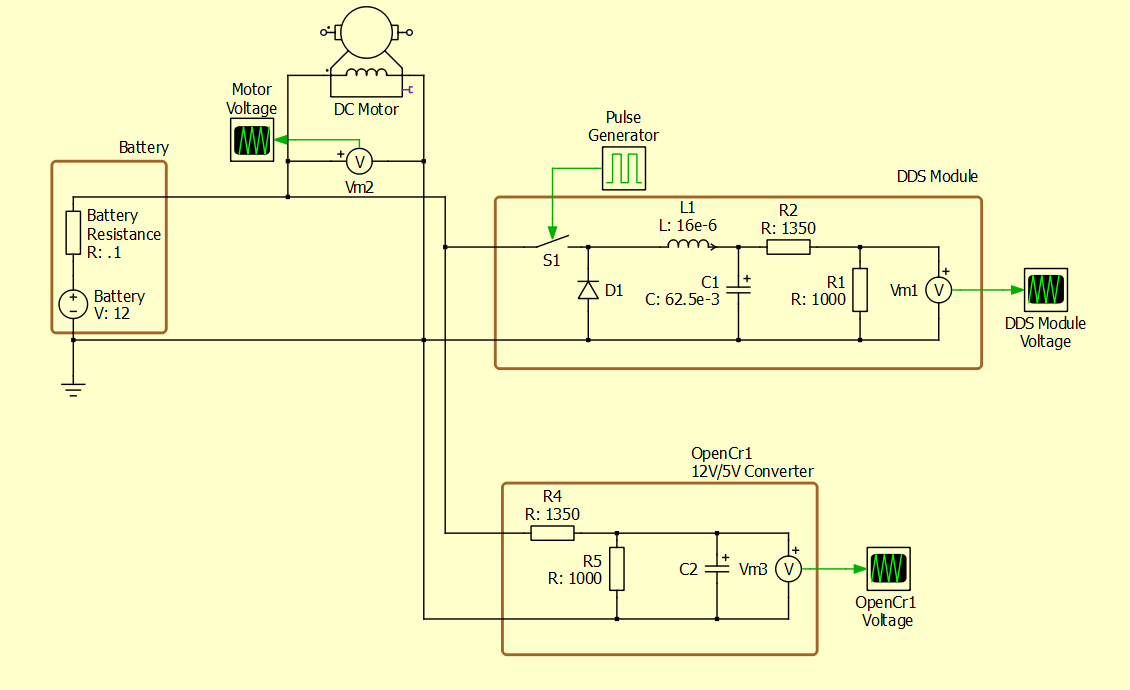 DC Motor
Motor
Voltage
V
Vm2
Battery
Battery
Resistance
R: .1
Battery
V: 12
Pulse
Generator
DDS Module
S1
D1
L1
L: 16e-6
C1
C: 62.5e-3
R2
R: 1350
R1
R: 1000
Vm1
V
DDS Module
Voltage
OpenCr1
12V/5V Converter
R4
R: 1350
R5
R: 1000
C2
Vm3
V
OpenCr1
Voltage